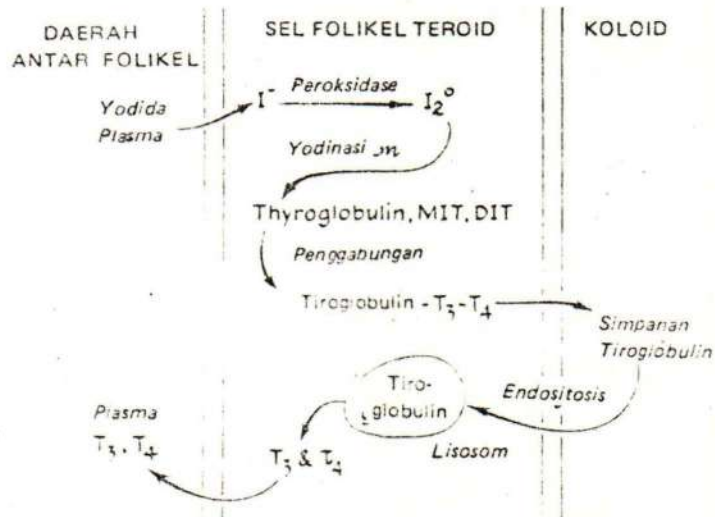 DAERAH
ANTAR FOLIKEL
SEL FOLIKEL TEROID
KOLOID
Yodida
Plasma
I⁻
Peroksidase
I₂⁰
Yodinasi
Thyroglobulin, MIT, DIT
Penggabungan
Tiroglobulin - T₃-T₄
Simpanan
Tiroglobulin
Endositosis
Tiro-
globulin
Lisosom
T₃ & T₄
Plasma
T₃, T₄